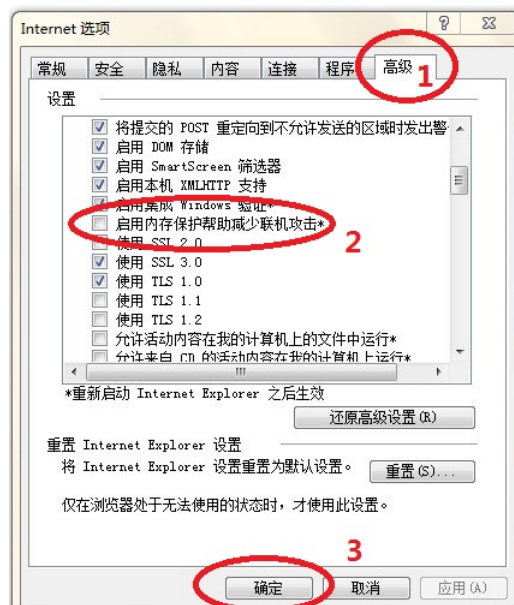 Internet 选项
常规 安全 隐私 内容 连接 程序 高级 1
设置
将提交的 POST 重定向到不允许发送的区域时发出警
启用 DOM 存储
启用 SmartScreen 筛选器
启用本机 XMLHTTP 支持
启用集成 Windows 验证*
启用内存保护帮助减少联机攻击* 2
使用 SSL 2.0
使用 SSL 3.0
使用 TLS 1.0
使用 TLS 1.1
使用 TLS 1.2
允许活动内容在我的计算机上的文件中运行*
允许来自 CD 的活动内容在我的计算机上运行*
*重新启动 Internet Explorer 之后生效
还原高级设置(R)
重置 Internet Explorer 设置
将 Internet Explorer 设置重置为默认设置。 重置(S)...
仅在浏览器处于无法使用的状态时，才使用此设置。
3
确定 取消 应用(A)